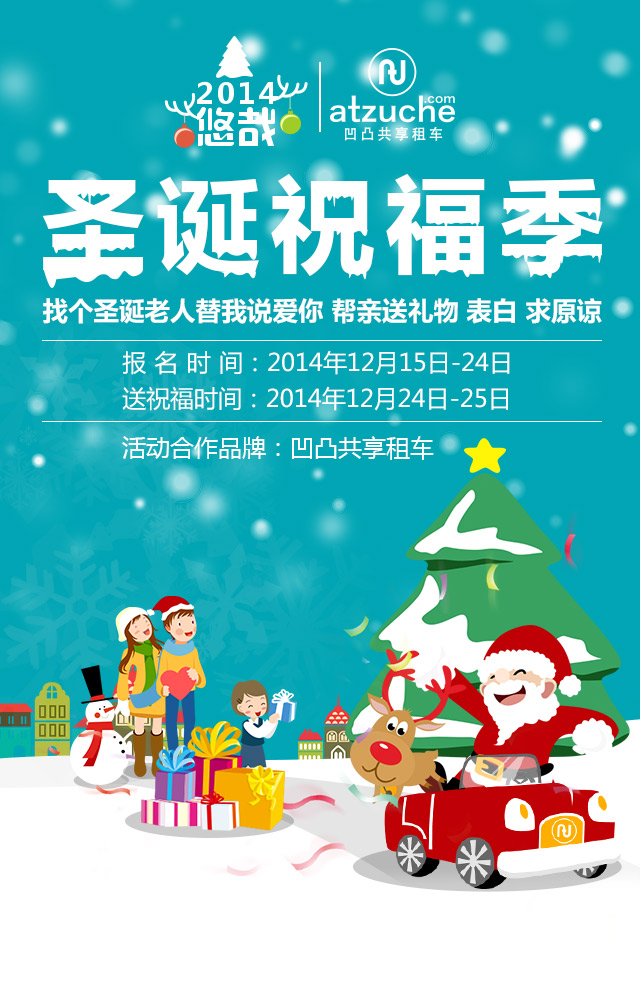 2014
悠哉
atzuche.com
凹凸共享租车
圣诞祝福季
找个圣诞老人替我说爱你 帮亲送礼物 表白 求原谅
报名时间：2014年12月15日-24日
送祝福时间：2014年12月24日-25日
活动合作品牌：凹凸共享租车